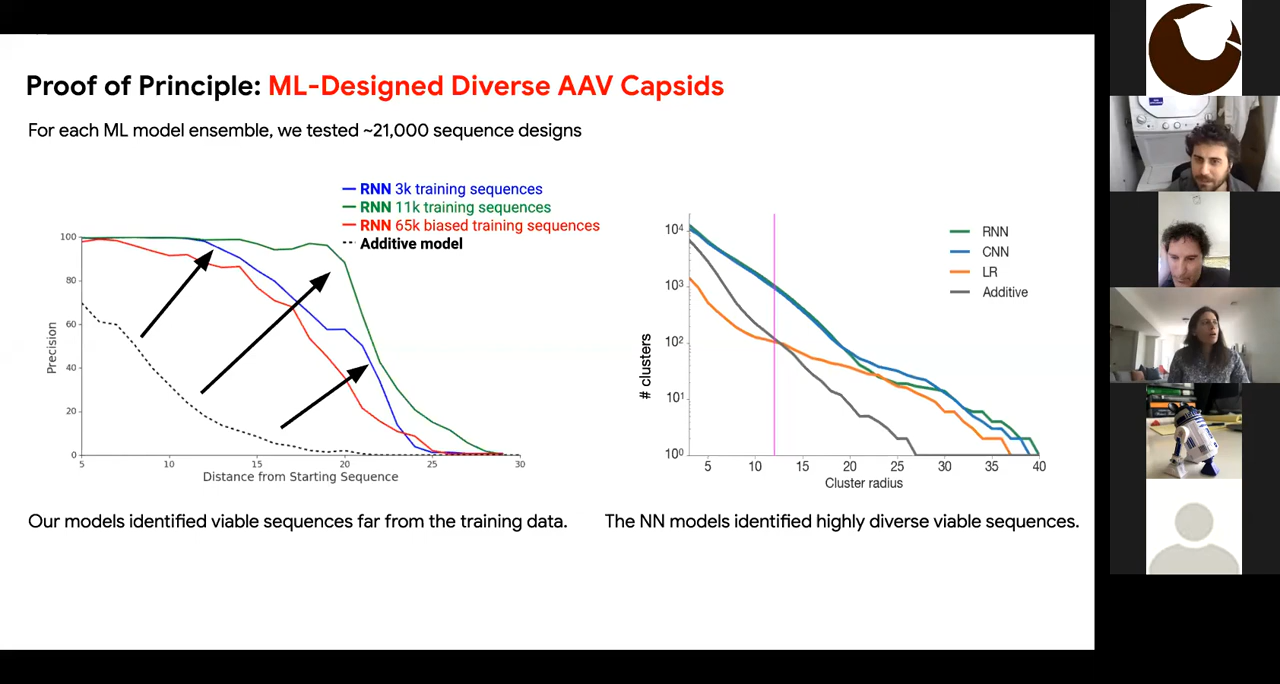 Proof of Principle: ML-Designed Diverse AAV Capsids
For each ML model ensemble, we tested ~21,000 sequence designs
RNN 3k training sequences
RNN 11k training sequences
RNN 65k biased training sequences
Additive model
Precision
100
80
60
40
20
0
5 10 15 20 25 30
Distance from Starting Sequence
Our models identified viable sequences far from the training data.
RNN
CNN
LR
Additive
# clusters
10⁴
10³
10²
10¹
10⁰
5 10 15 20 25 30 35 40
Cluster radius
The NN models identified highly diverse viable sequences.